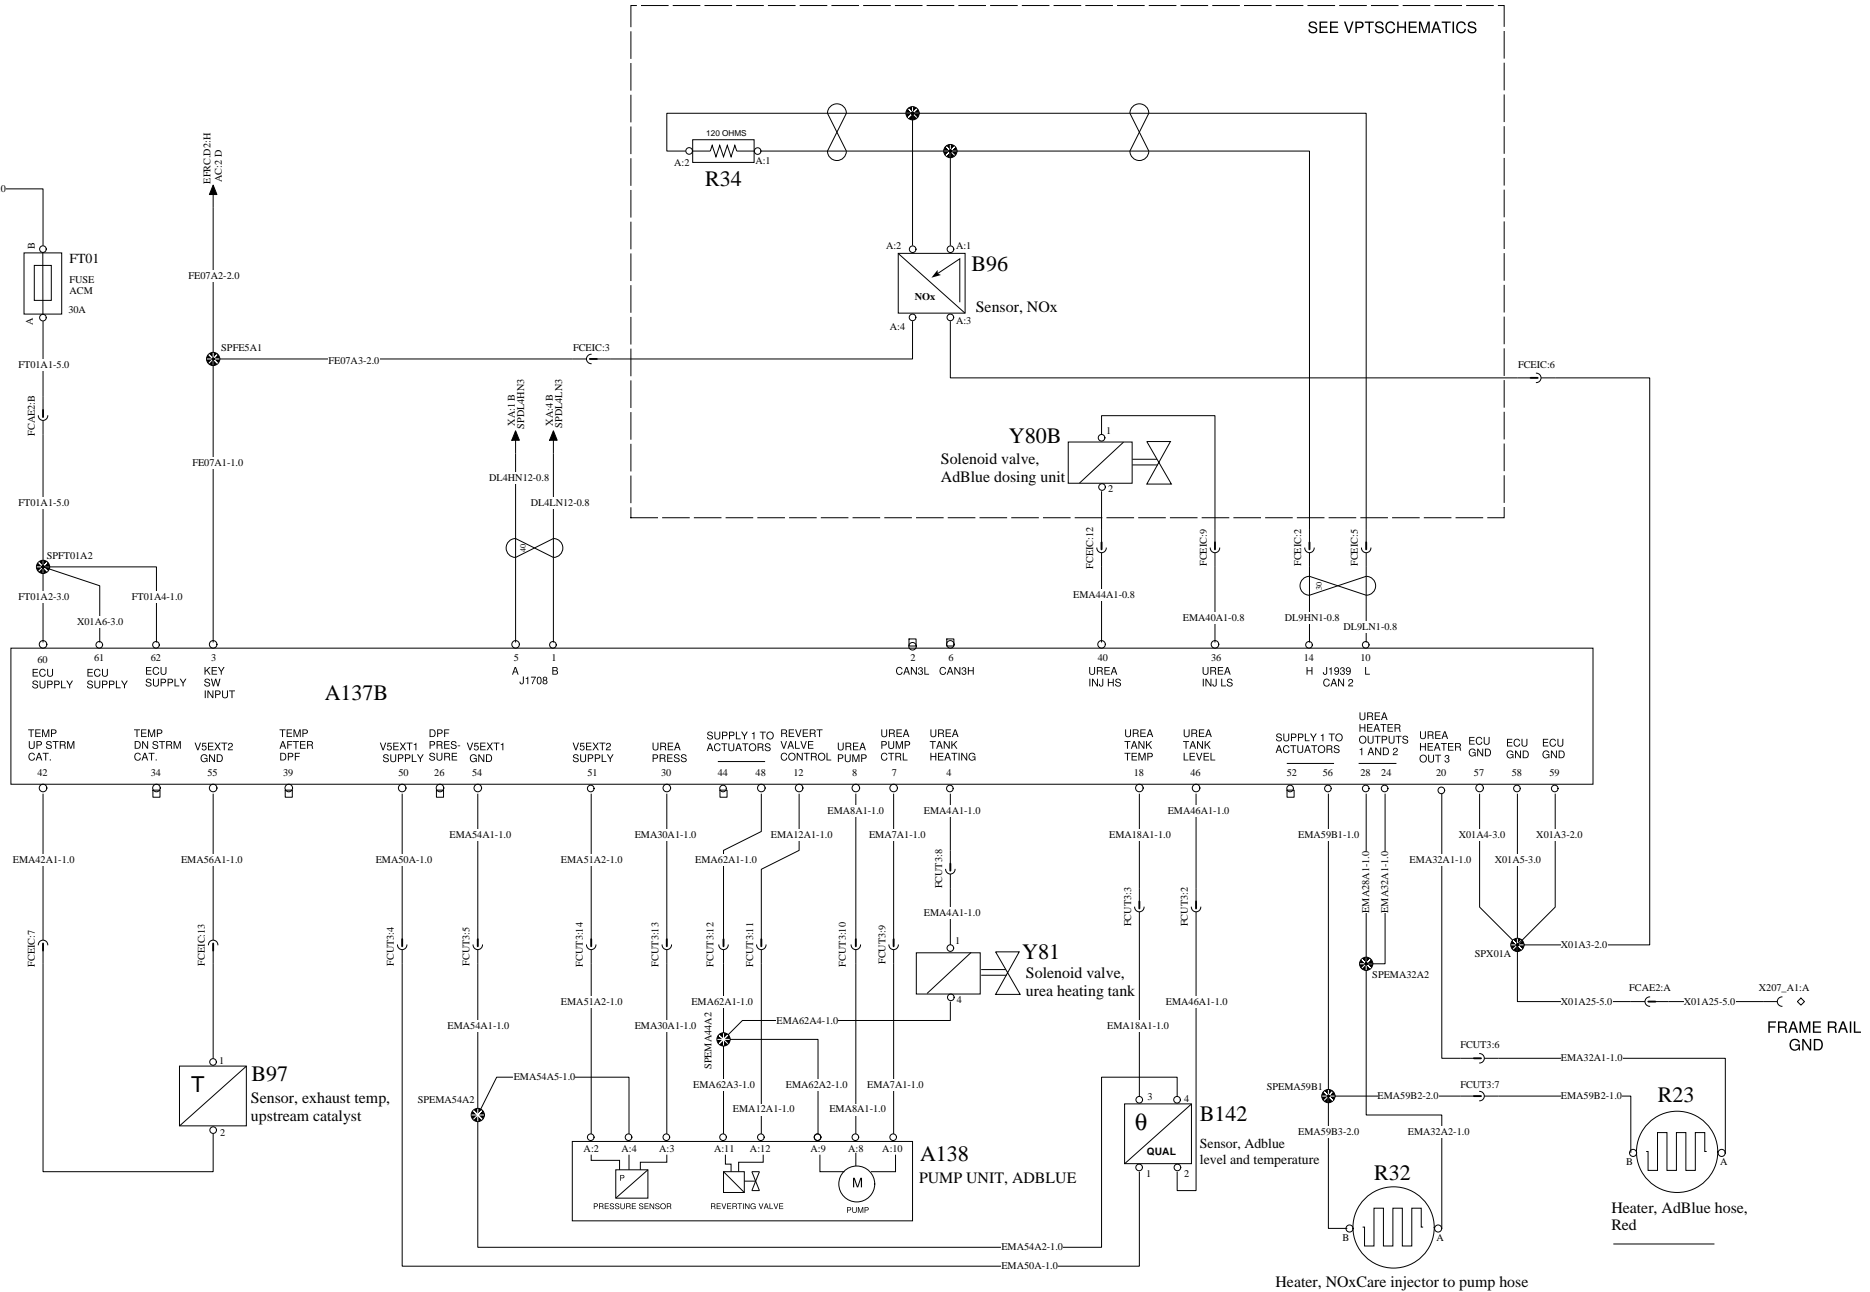 SEE VPTSCHEMATICS
120 OHMS
A:2
A:1
R34
EFRC.D2:H
AC:2 D
0
B
FT01
FUSE
ACM
30A
A
FE07A2-2.0
A:2
A:1
B96
NOx
Sensor, NOx
A:4
A:3
SPFE5A1
FE07A3-2.0
FCEIC:3
FCEIC:6
FT01A1-5.0
FCAE2:B
XA:1 B
SPDL4HN3
XA:4 B
SPDL4LN3
Y80B
Solenoid valve,
AdBlue dosing unit
1
2
FE07A1-1.0
DL4HN12-0.8
DL4LN12-0.8
FT01A1-5.0
40
FCEIC:12
FCEIC:9
FCEIC:2
FCEIC:5
30
SPFT01A2
FT01A2-3.0
FT01A4-1.0
X01A6-3.0
EMA44A1-0.8
EMA40A1-0.8
DL9HN1-0.8
DL9LN1-0.8
60
ECU
SUPPLY
61
ECU
SUPPLY
62
ECU
SUPPLY
3
KEY
SW
INPUT
5
A
J1708
1
B
2
CAN3L
6
CAN3H
40
UREA
INJ HS
36
UREA
INJ LS
14
H
J1939
CAN 2
10
L
A137B
TEMP
UP STRM
CAT.
42
TEMP
DN STRM
CAT.
34
V5EXT2
GND
55
TEMP
AFTER
DPF
39
V5EXT1
SUPPLY
50
DPF
PRES-
SURE
26
V5EXT1
GND
54
V5EXT2
SUPPLY
51
UREA
PRESS
30
SUPPLY 1 TO
ACTUATORS
44
48
REVERT
VALVE
CONTROL
12
UREA
PUMP
8
UREA
PUMP
CTRL
7
UREA
TANK
HEATING
4
UREA
TANK
TEMP
18
UREA
TANK
LEVEL
46
SUPPLY 1 TO
ACTUATORS
52
56
UREA
HEATER
OUTPUTS
1 AND 2
28
24
UREA
HEATER
OUT 3
20
ECU
GND
57
ECU
GND
58
ECU
GND
59
EMA8A1-1.0
EMA4A1-1.0
EMA46A1-1.0
EMA54A1-1.0
EMA30A1-1.0
EMA12A1-1.0
EMA7A1-1.0
EMA18A1-1.0
EMA59B1-1.0
X01A4-3.0
X01A3-2.0
EMA42A1-1.0
EMA56A1-1.0
EMA50A-1.0
EMA51A2-1.0
EMA62A1-1.0
FCUT3:8
EMA28A1-1.0
EMA32A1-1.0
EMA32A1-1.0
X01A5-3.0
EMA4A1-1.0
FCUT3:3
FCUT3:2
FCEIC:7
FCEIC:13
FCUT3:4
FCUT3:5
FCUT3:14
FCUT3:13
FCUT3:12
FCUT3:11
FCUT3:10
FCUT3:9
1
Y81
Solenoid valve,
urea heating tank
4
SPX01A
X01A3-2.0
SPEMA32A2
EMA51A2-1.0
EMA62A1-1.0
EMA46A1-1.0
X01A25-5.0
FCAE2:A
X01A25-5.0
X207_A1:A
FRAME RAIL
GND
EMA54A1-1.0
EMA30A1-1.0
SPEMA44A2
EMA62A4-1.0
EMA18A1-1.0
FCUT3:6
EMA32A1-1.0
1
T
B97
Sensor, exhaust temp,
upstream catalyst
2
EMA54A5-1.0
SPEMA54A2
EMA62A3-1.0
EMA62A2-1.0
EMA7A1-1.0
EMA12A1-1.0
EMA8A1-1.0
3
4
θ
QUAL
B142
Sensor, Adblue
level and temperature
1
2
SPEMA59B1
EMA59B2-2.0
FCUT3:7
EMA59B2-1.0
EMA59B3-2.0
EMA32A2-1.0
R23
B
A
Heater, AdBlue hose,
Red
A:2
A:4
A:3
A:11
A:12
A:9
A:8
A:10
P
M
PRESSURE SENSOR
REVERTING VALVE
PUMP
A138
PUMP UNIT, ADBLUE
R32
B
A
EMA54A2-1.0
EMA50A-1.0
Heater, NOxCare injector to pump hose